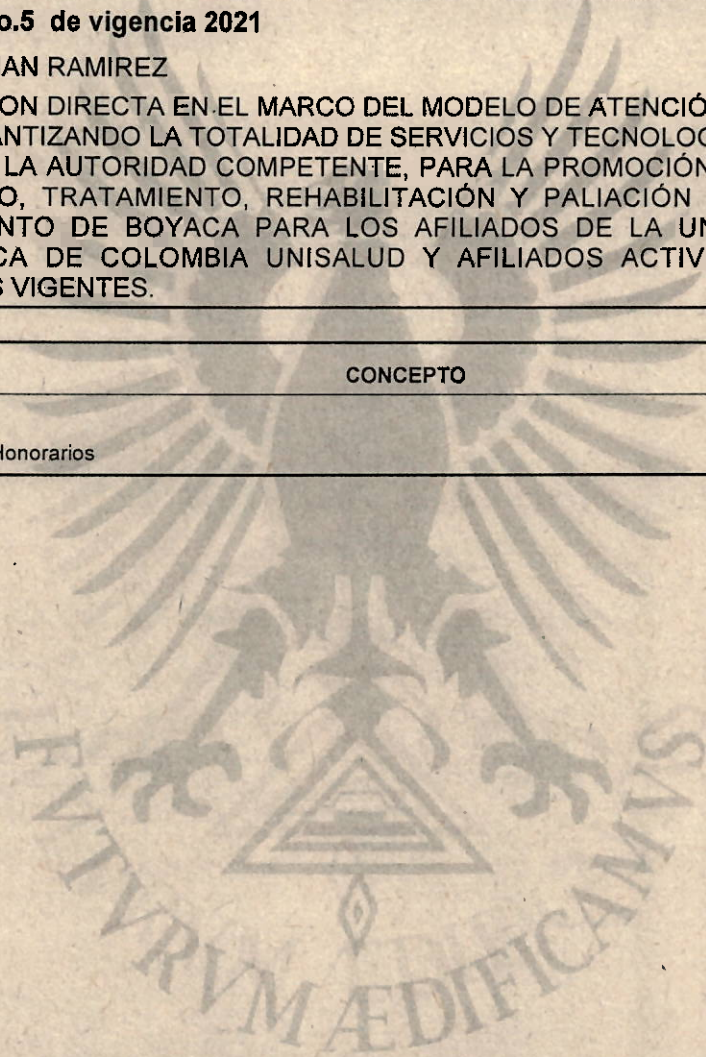 o.5 de vigencia 2021
AN RAMIREZ
ON DIRECTA EN EL MARCO DEL MODELO DE ATENCIÓ
ANTIZANDO LA TOTALIDAD DE SERVICIOS Y TECNOLOG
LA AUTORIDAD COMPETENTE, PARA LA PROMOCIÓN
O, TRATAMIENTO, REHABILITACIÓN Y PALIACIÓN
NTO DE BOYACA PARA LOS AFILIADOS DE LA UN
CA DE COLOMBIA UNISALUD Y AFILIADOS ACTIV
S VIGENTES.
CONCEPTO
Honorarios
FVTVRVM ÆDIFICAMVS